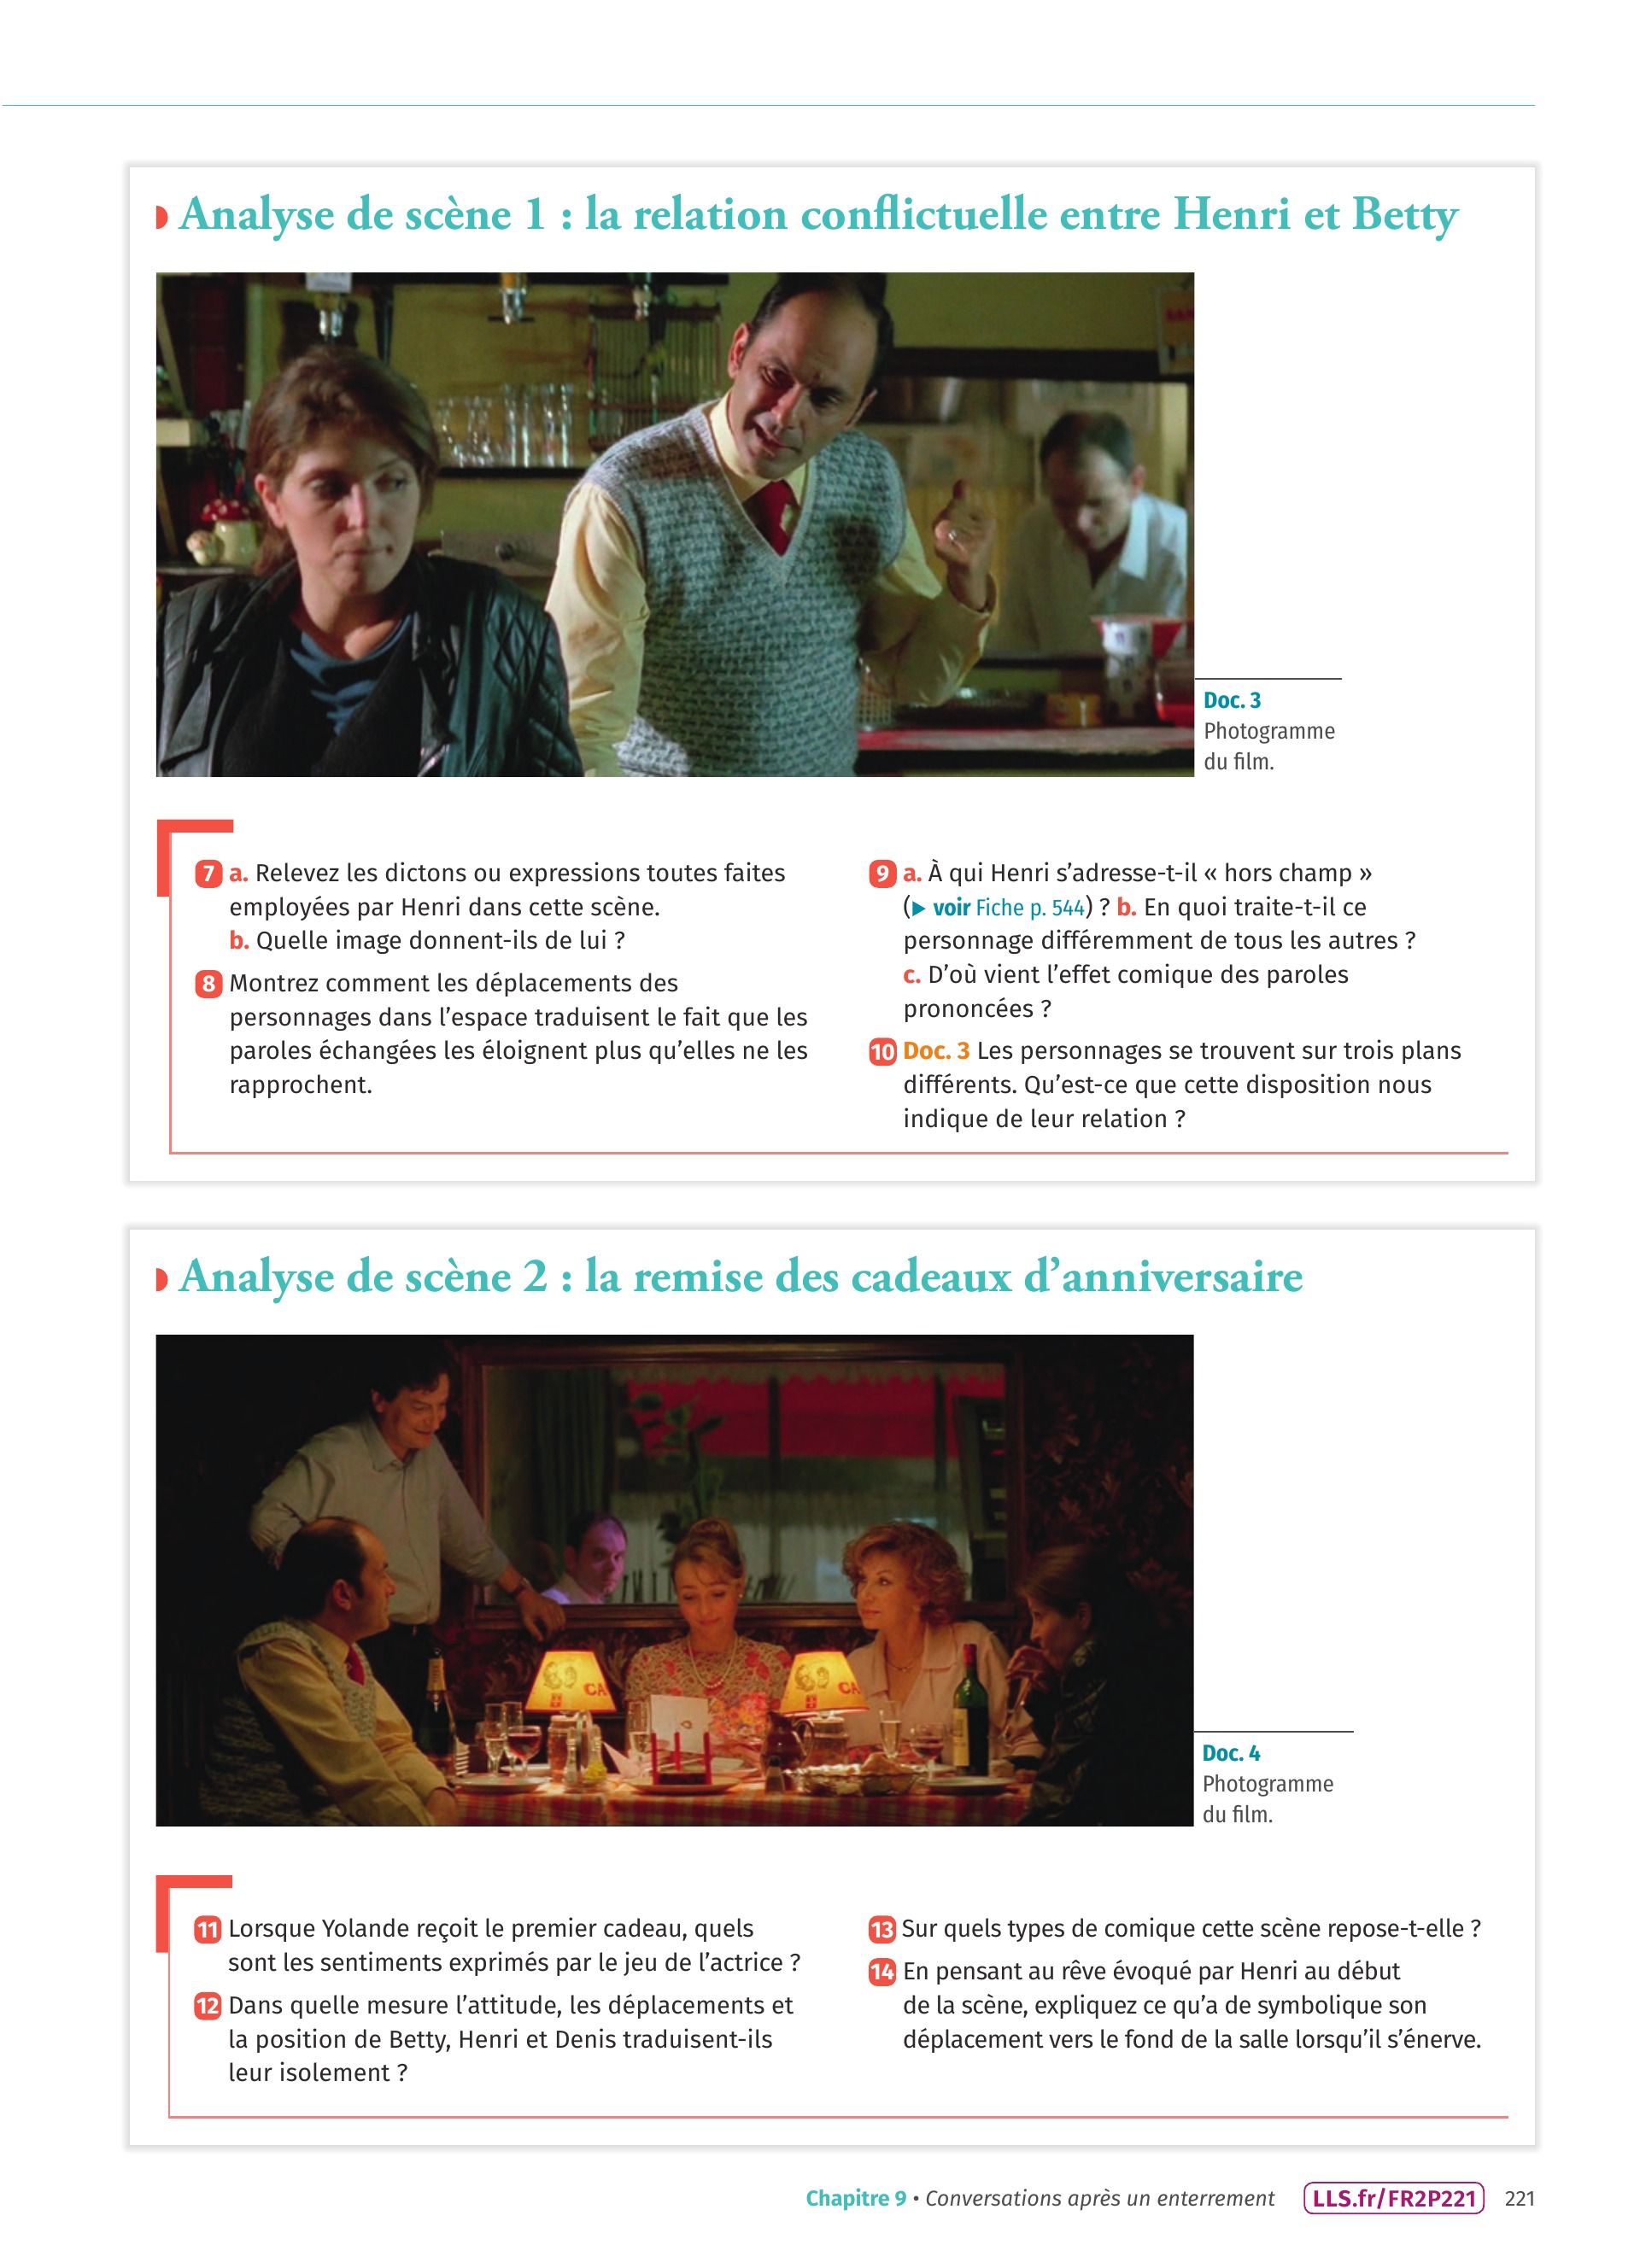 Analyse de scène 1 : la relation conflictuelle entre Henri et Betty
Doc. 3
Photogramme
du film.
7 a. Relevez les dictons ou expressions toutes faites
employées par Henri dans cette scène.
b. Quelle image donnent-ils de lui ?
8 Montrez comment les déplacements des
personnages dans l’espace traduisent le fait que les
paroles échangées les éloignent plus qu’elles ne les
rapprochent.
9 a. À qui Henri s’adresse-t-il « hors champ »
(▶ voir Fiche p. 544) ? b. En quoi traite-t-il ce
personnage différemment de tous les autres ?
c. D’où vient l’effet comique des paroles
prononcées ?
10 Doc. 3 Les personnages se trouvent sur trois plans
différents. Qu’est-ce que cette disposition nous
indique de leur relation ?
Analyse de scène 2 : la remise des cadeaux d’anniversaire
Doc. 4
Photogramme
du film.
11 Lorsque Yolande reçoit le premier cadeau, quels
sont les sentiments exprimés par le jeu de l’actrice ?
12 Dans quelle mesure l’attitude, les déplacements et
la position de Betty, Henri et Denis traduisent-ils
leur isolement ?
13 Sur quels types de comique cette scène repose-t-elle ?
14 En pensant au rêve évoqué par Henri au début
de la scène, expliquez ce qu’a de symbolique son
déplacement vers le fond de la salle lorsqu’il s’énerve.
Chapitre 9 • Conversations après un enterrement LLS.fr/FR2P221 221